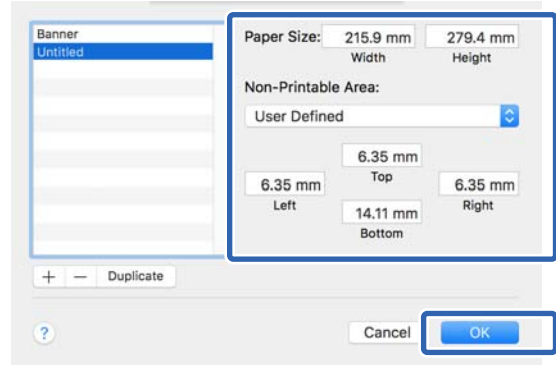 Banner
Untitled
Paper Size: 215.9 mm 279.4 mm
Width Height
Non-Printable Area:
User Defined
6.35 mm
Top
6.35 mm 6.35 mm
Left Right
14.11 mm
Bottom
+ – Duplicate
? Cancel OK